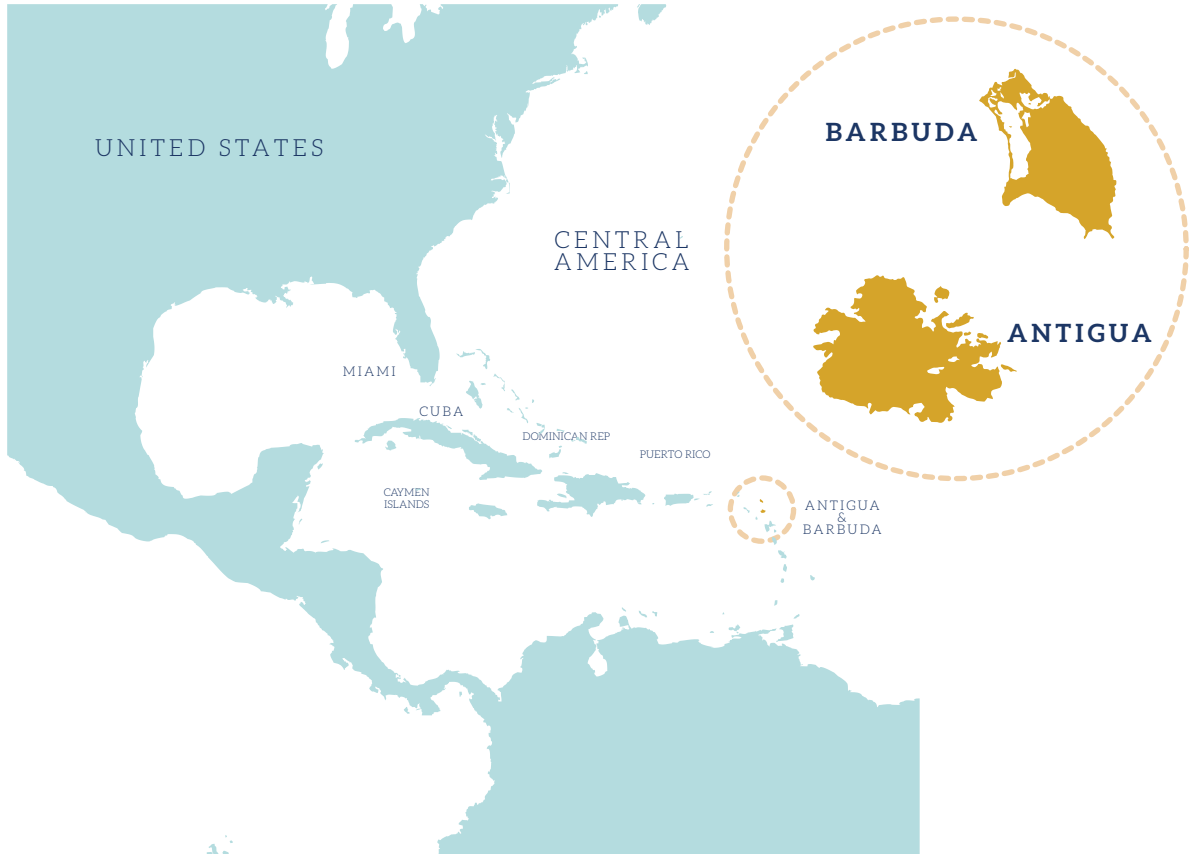 UNITED STATES
BARBUDA
CENTRAL
AMERICA
ANTIGUA
MIAMI
CUBA
DOMINICAN REP
PUERTO RICO
CAYMEN
ISLANDS
ANTIGUA
&
BARBUDA